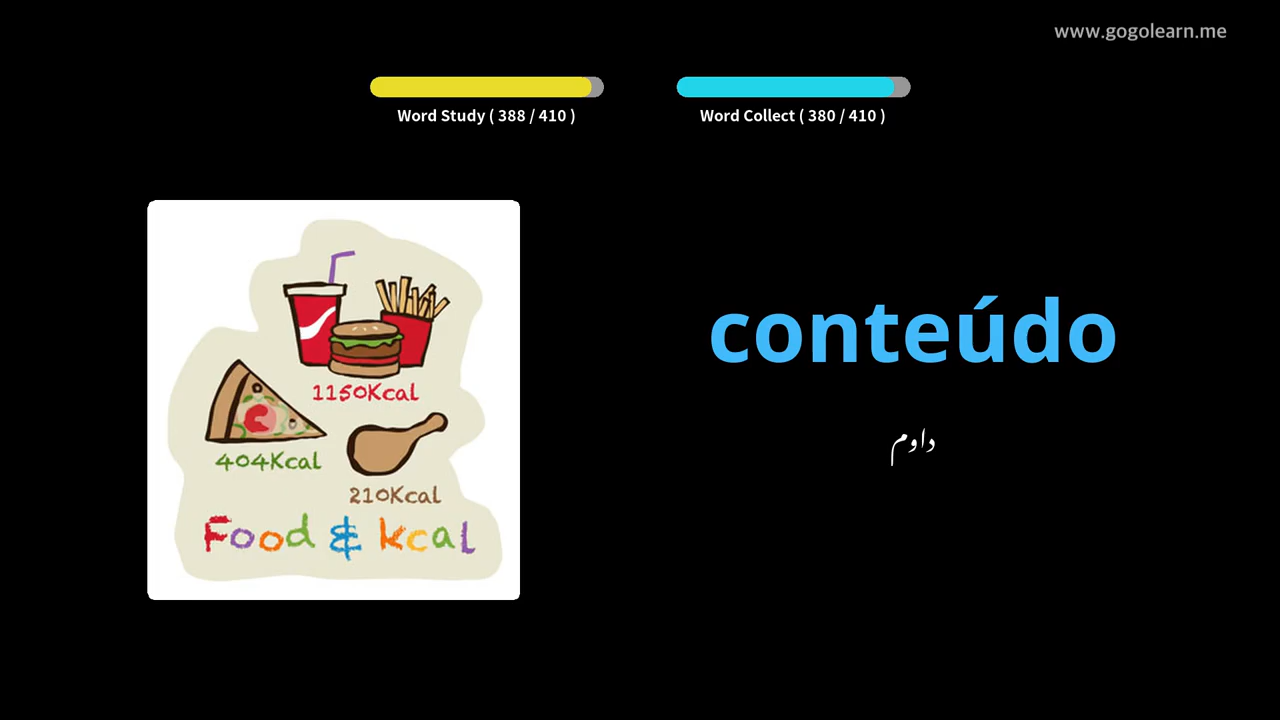 www.gogolearn.me
Word Study ( 388 / 410 )
Word Collect ( 380 / 410 )
1150Kcal
404Kcal
210Kcal
Food & kcal
conteúdo
داوم